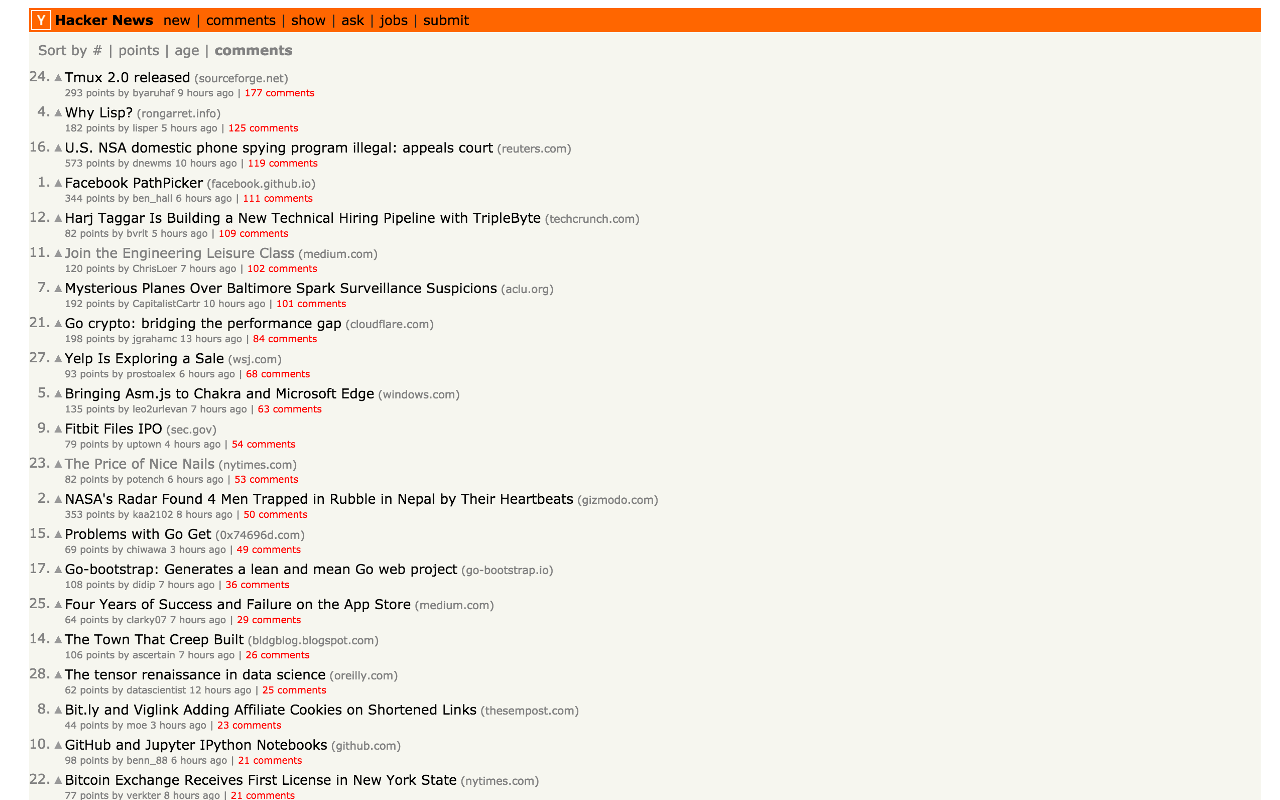 Y Hacker News new | comments | show | ask | jobs | submit
Sort by # | points | age | comments
24. Tmux 2.0 released (sourceforge.net)
293 points by byaruhaf 9 hours ago | 177 comments
4. Why Lisp? (rongarret.info)
182 points by lisper 5 hours ago | 125 comments
16. U.S. NSA domestic phone spying program illegal: appeals court (reuters.com)
573 points by dnewms 10 hours ago | 119 comments
1. Facebook PathPicker (facebook.github.io)
344 points by ben_hall 6 hours ago | 111 comments
12. Harj Taggar Is Building a New Technical Hiring Pipeline with TripleByte (techcrunch.com)
82 points by bvrlt 5 hours ago | 109 comments
11. Join the Engineering Leisure Class (medium.com)
120 points by ChrisLoer 7 hours ago | 102 comments
7. Mysterious Planes Over Baltimore Spark Surveillance Suspicions (aclu.org)
192 points by CapitalistCartr 10 hours ago | 101 comments
21. Go crypto: bridging the performance gap (cloudflare.com)
198 points by jgrahamc 13 hours ago | 84 comments
27. Yelp Is Exploring a Sale (wsj.com)
93 points by prostoalex 6 hours ago | 68 comments
5. Bringing Asm.js to Chakra and Microsoft Edge (windows.com)
135 points by leo2urlevan 7 hours ago | 63 comments
9. Fitbit Files IPO (sec.gov)
79 points by uptown 4 hours ago | 54 comments
23. The Price of Nice Nails (nytimes.com)
82 points by potench 6 hours ago | 53 comments
2. NASA's Radar Found 4 Men Trapped in Rubble in Nepal by Their Heartbeats (gizmodo.com)
353 points by kaa2102 8 hours ago | 50 comments
15. Problems with Go Get (0x74696d.com)
69 points by chiwawa 3 hours ago | 49 comments
17. Go-bootstrap: Generates a lean and mean Go web project (go-bootstrap.io)
108 points by didip 7 hours ago | 36 comments
25. Four Years of Success and Failure on the App Store (medium.com)
64 points by clarky07 7 hours ago | 29 comments
14. The Town That Creep Built (bldgblog.blogspot.com)
106 points by ascertain 7 hours ago | 26 comments
28. The tensor renaissance in data science (oreilly.com)
62 points by datascientist 12 hours ago | 25 comments
8. Bit.ly and Viglink Adding Affiliate Cookies on Shortened Links (thesempost.com)
44 points by moe 3 hours ago | 23 comments
10. GitHub and Jupyter IPython Notebooks (github.com)
98 points by benn_88 6 hours ago | 21 comments
22. Bitcoin Exchange Receives First License in New York State (nytimes.com)
77 points by verkter 8 hours ago | 21 comments